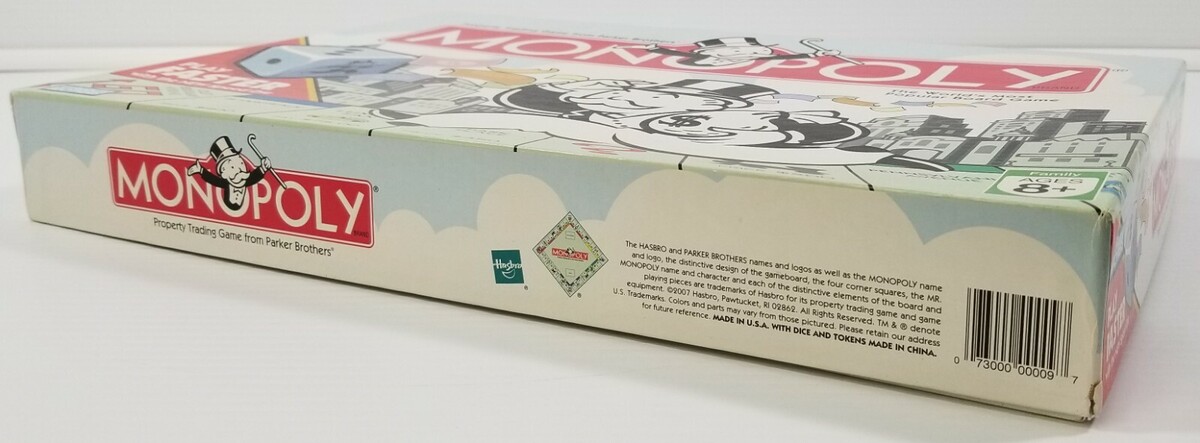 MONOPOLY
The World's Most
Popular Board Game
FASTER
Family
AGES
8+
MONOPOLY®
Property Trading Game from Parker Brothers®
Hasbro
®
MONOPOLY
®
The HASBRO and PARKER BROTHERS names and logos as well as the MONOPOLY name
and logo, the distinctive design of the gameboard, the four corner squares, the MR.
MONOPOLY name and character and each of the distinctive elements of the board and
playing pieces are trademarks of Hasbro for its property trading game and game
equipment. ©2007 Hasbro, Pawtucket, RI 02862. All Rights Reserved. TM & ® denote
U.S. Trademarks. Colors and parts may vary from those pictured. Please retain our address
for future reference. MADE IN U.S.A. WITH DICE AND TOKENS MADE IN CHINA.
0 73000 00009 7